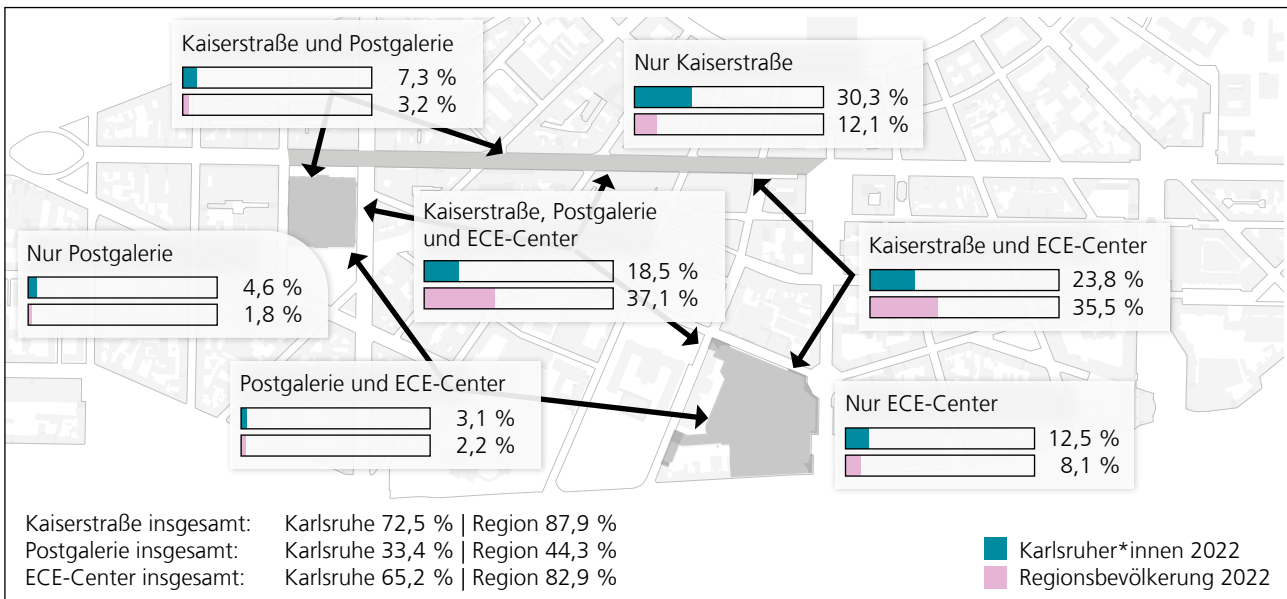 Kaiserstraße und Postgalerie
7,3 %
3,2 %
Nur Kaiserstraße
30,3 %
12,1 %
Nur Postgalerie
4,6 %
1,8 %
Kaiserstraße, Postgalerie
und ECE-Center
18,5 %
37,1 %
Kaiserstraße und ECE-Center
23,8 %
35,5 %
Postgalerie und ECE-Center
3,1 %
2,2 %
Nur ECE-Center
12,5 %
8,1 %
Kaiserstraße insgesamt: Karlsruhe 72,5 % | Region 87,9 %
Postgalerie insgesamt: Karlsruhe 33,4 % | Region 44,3 %
ECE-Center insgesamt: Karlsruhe 65,2 % | Region 82,9 %
Karlsruher*innen 2022
Regionsbevölkerung 2022